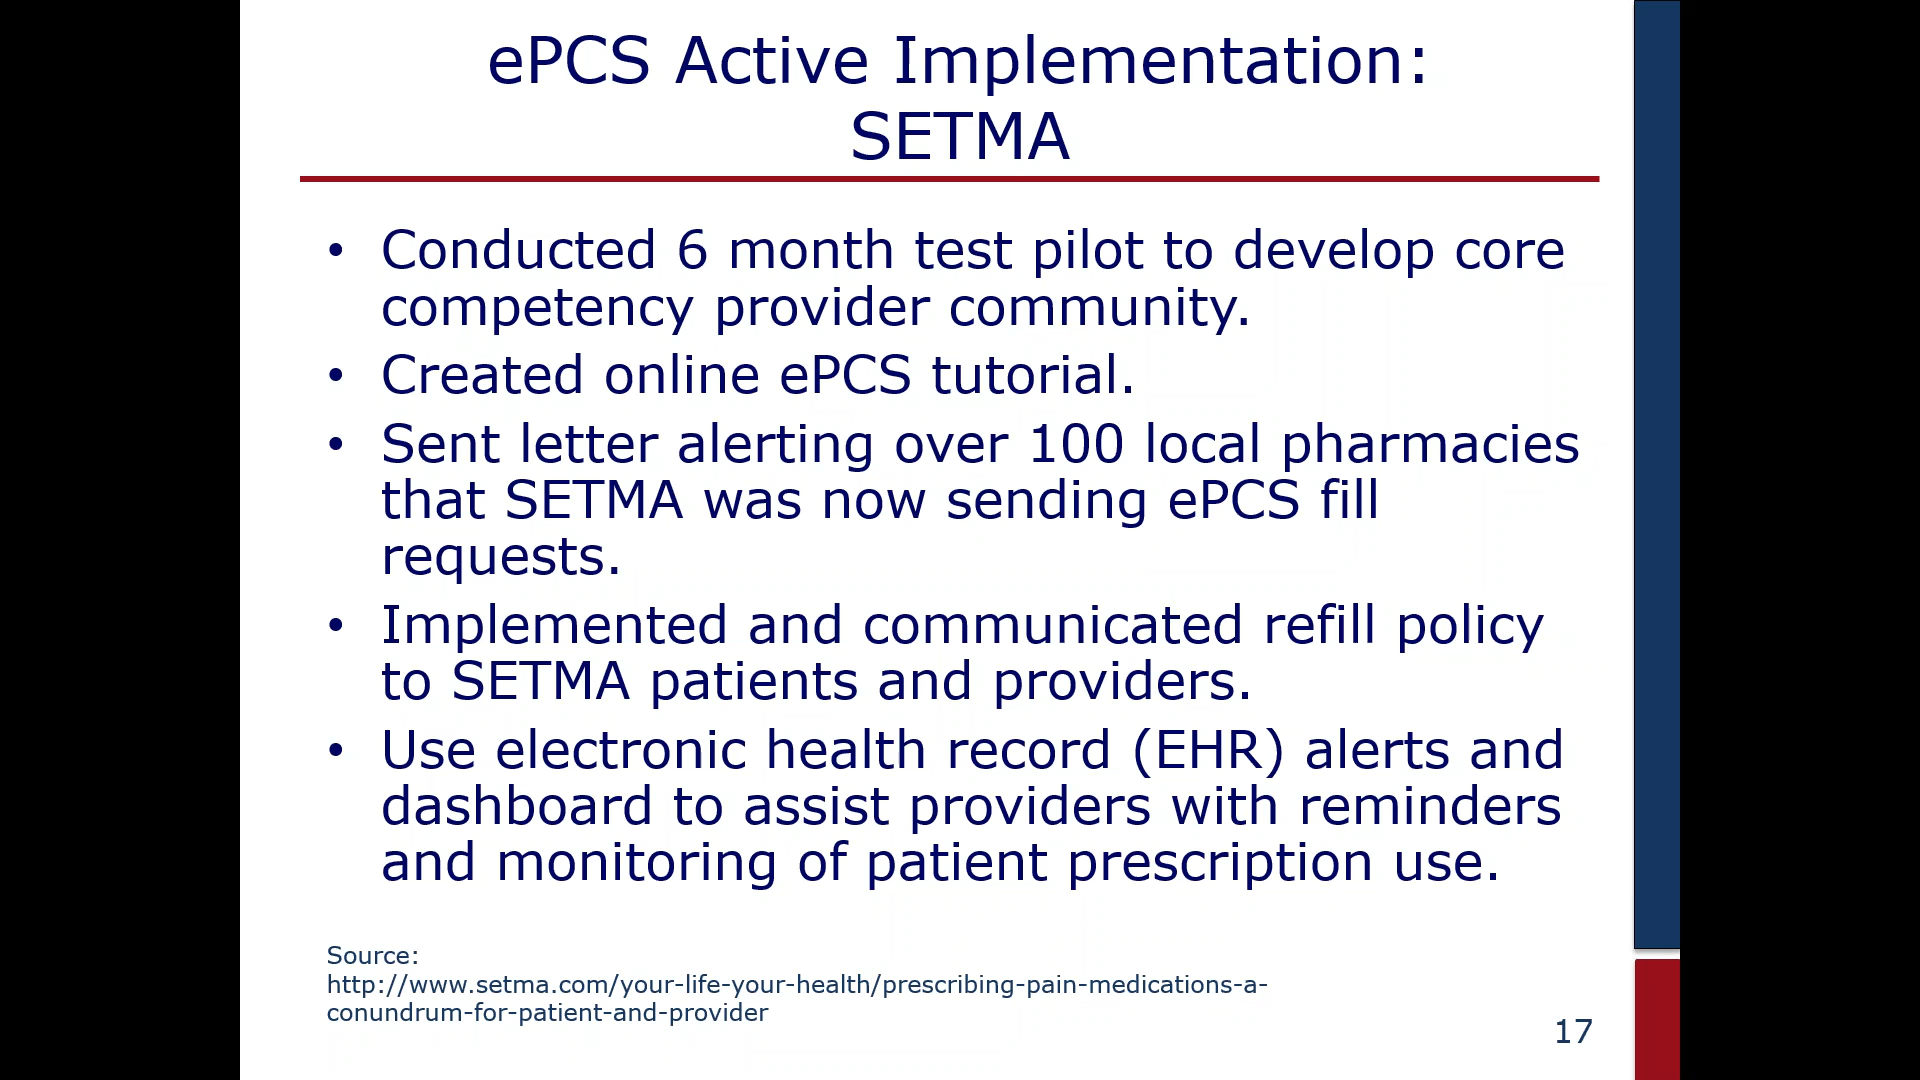 ePCS Active Implementation:
SETMA
• Conducted 6 month test pilot to develop core
competency provider community.
• Created online ePCS tutorial.
• Sent letter alerting over 100 local pharmacies
that SETMA was now sending ePCS fill
requests.
• Implemented and communicated refill policy
to SETMA patients and providers.
• Use electronic health record (EHR) alerts and
dashboard to assist providers with reminders
and monitoring of patient prescription use.
Source:
http://www.setma.com/your-life-your-health/prescribing-pain-medications-a-
conundrum-for-patient-and-provider
17